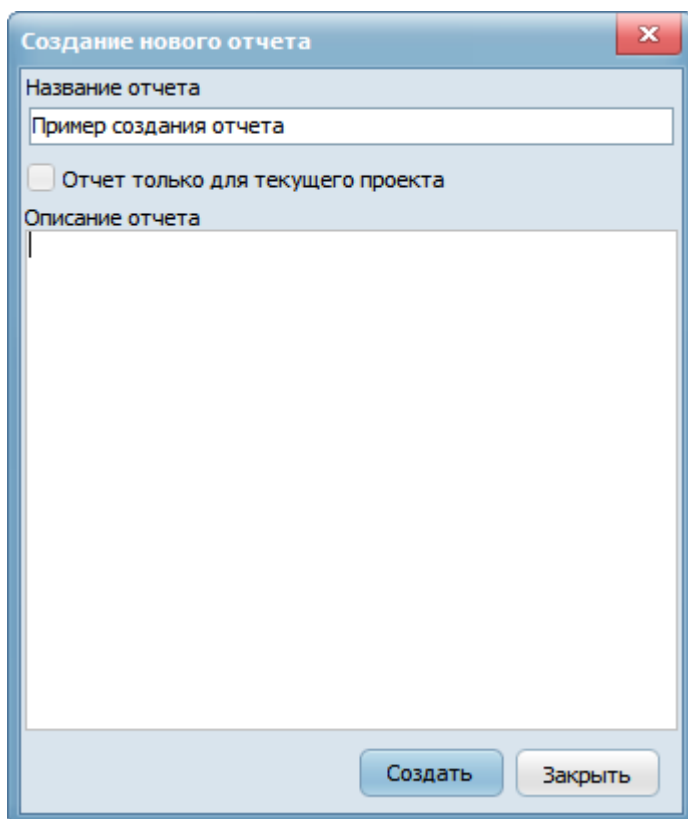 Создание нового отчета
Название отчета
Пример создания отчета
Отчет только для текущего проекта
Описание отчета
Создать
Закрыть